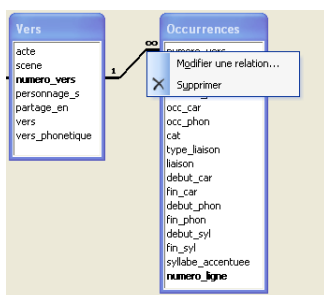 Vers
acte
scene
numero_vers
personnage_s
partage_en
vers
vers_phonetique
1
∞
Occurrences
numero_vers
Modifier une relation...
Supprimer
occ_car
occ_phon
cat
type_liaison
liaison
debut_car
fin_car
debut_phon
fin_phon
debut_syl
fin_syl
syllabe_accentuee
numero_ligne